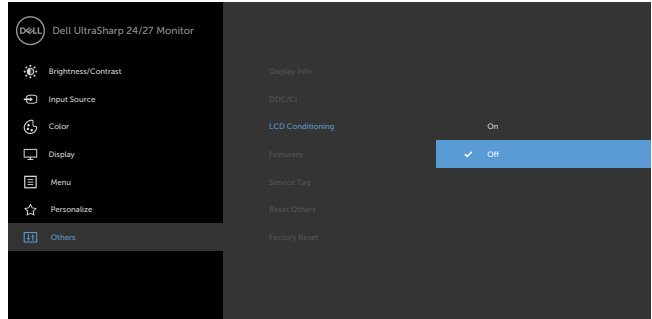 DELL
Dell UltraSharp 24/27 Monitor
Brightness/Contrast
Input Source
Color
Display
Menu
Personalize
Others
Display Info
DDC/CI
LCD Conditioning
Firmware
Service Tag
Reset Others
Factory Reset
On
Off